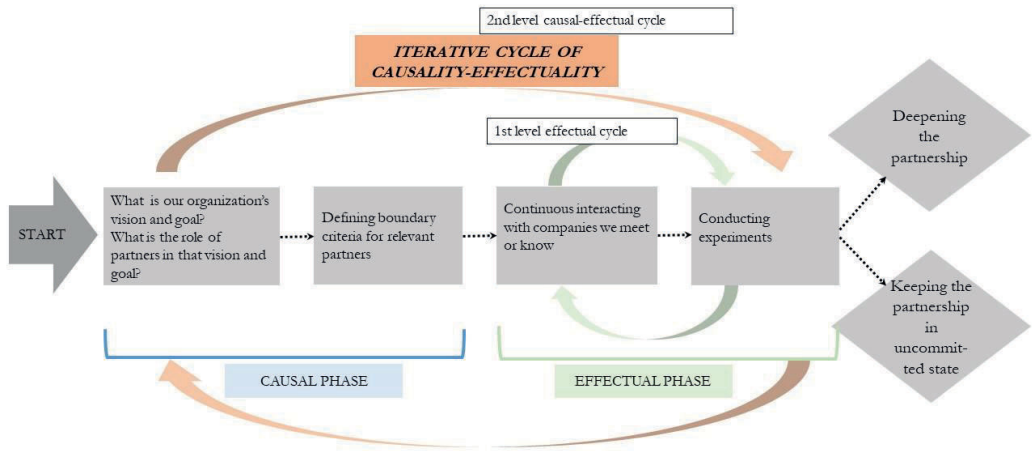 2nd level causal-effectual cycle
ITERATIVE CYCLE OF
CAUSALITY-EFFECTUALITY
1st level effectual cycle
START
What is our organization's
vision and goal?
What is the role of
partners in that vision and
goal?
Defining boundary
criteria for relevant
partners
Continuous interacting
with companies we meet
or know
Conducting
experiments
Deepening
the
partnership
Keeping the
partnership
in
uncommit-
ted state
CAUSAL PHASE
EFFECTUAL PHASE